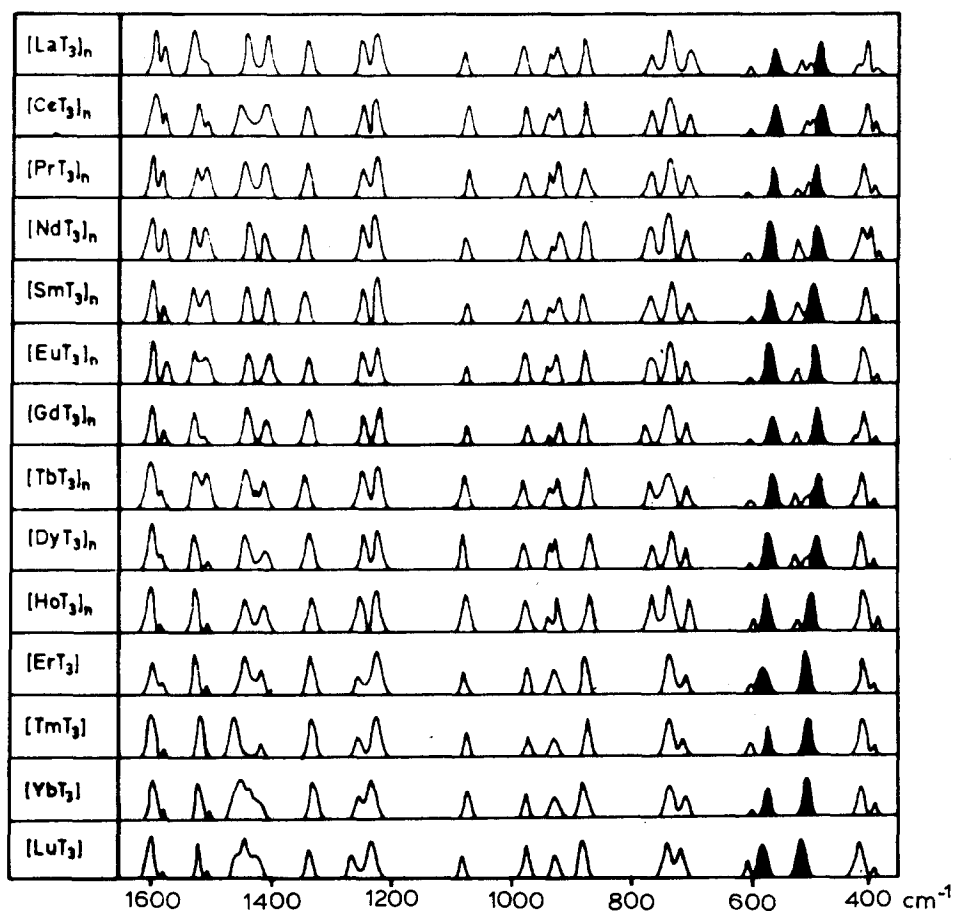 [LaT₃]ₙ
[CeT₃]ₙ
[PrT₃]ₙ
[NdT₃]ₙ
[SmT₃]ₙ
[EuT₃]ₙ
[GdT₃]ₙ
[TbT₃]ₙ
[DyT₃]ₙ
[HoT₃]ₙ
[ErT₃]
[TmT₃]
[YbT₃]
[LuT₃]
1600 1400 1200 1000 800 600 400 cm⁻¹